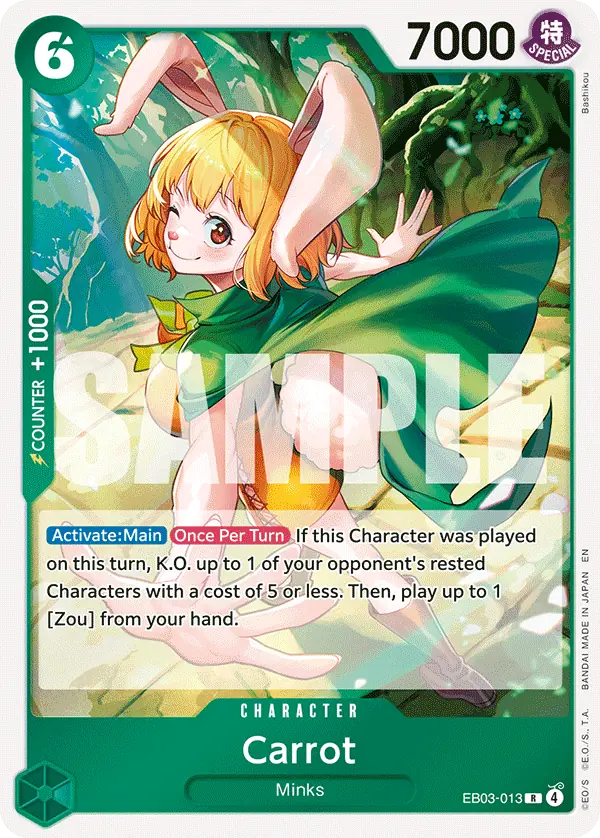 6
7000
特
SPECIAL
Bashikou
COUNTER +1000
SAMPLE
Activate:Main Once Per Turn If this Character was played
on this turn, K.O. up to 1 of your opponent's rested
Characters with a cost of 5 or less. Then, play up to 1
[Zou] from your hand.
CHARACTER
Carrot
Minks
EB03-013 R 4
©EO/S ©E.O./S., T.A. BANDAI MADE IN JAPAN EN